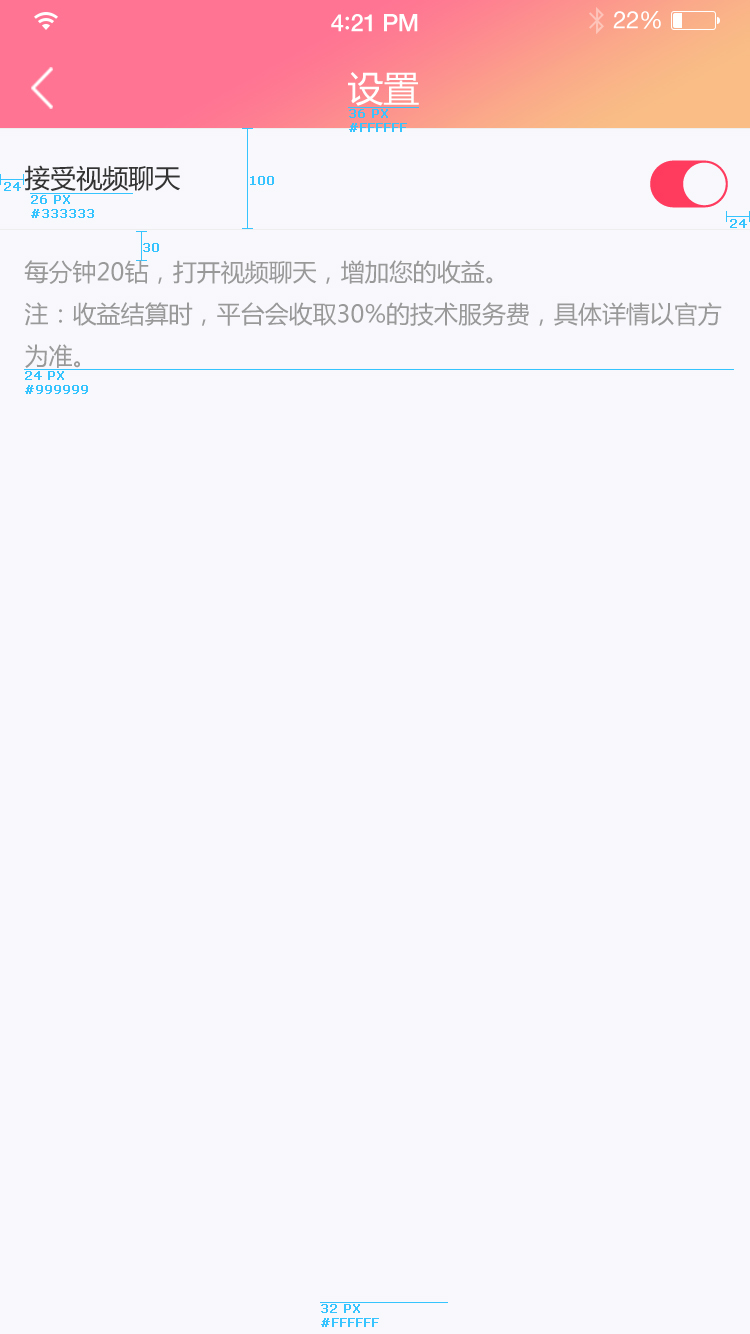 4:21 PM
22%
设置
36 PX
#FFFFFF
接受视频聊天
100
24
26 PX
#333333
24
30
每分钟20钻，打开视频聊天，增加您的收益。
注：收益结算时，平台会收取30%的技术服务费，具体详情以官方
为准。
24 PX
#999999
32 PX
#FFFFFF